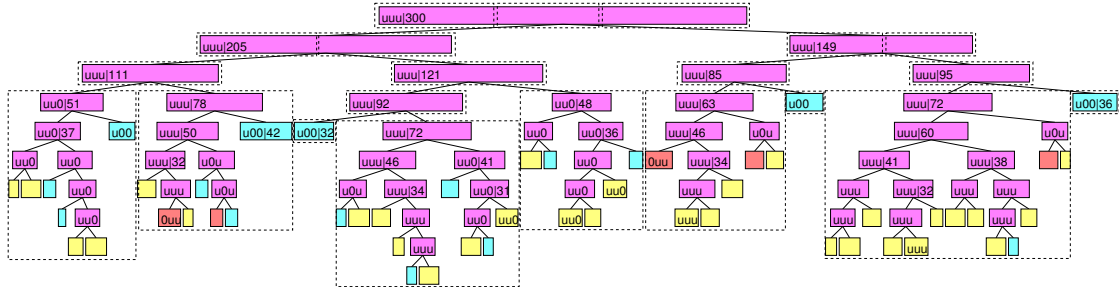 uuu|300
uuu|205 uuu|149
uuu|111 uuu|121 uuu|85 uuu|95
uu0|51 uuu|78 uuu|92 uu0|48 uuu|63 u00 uuu|72 u00|36
uu0|37 u00 uuu|50 u00|42 u00|32 uuu|72 uu0 uu0|36 uuu|46 u0u uuu|60 u0u
uu0 uu0 uuu|32 u0u uuu|46 uu0|41 uu0 0uu uuu|34 uuu|41 uuu|38
uu0 uuu u0u u0u uuu|34 uu0|31 uu0 uu0 uuu uuu uuu|32 uuu uuu
uu0 0uu uuu uu0 uu0 uu0 uuu uuu uuu uuu
uuu uuu